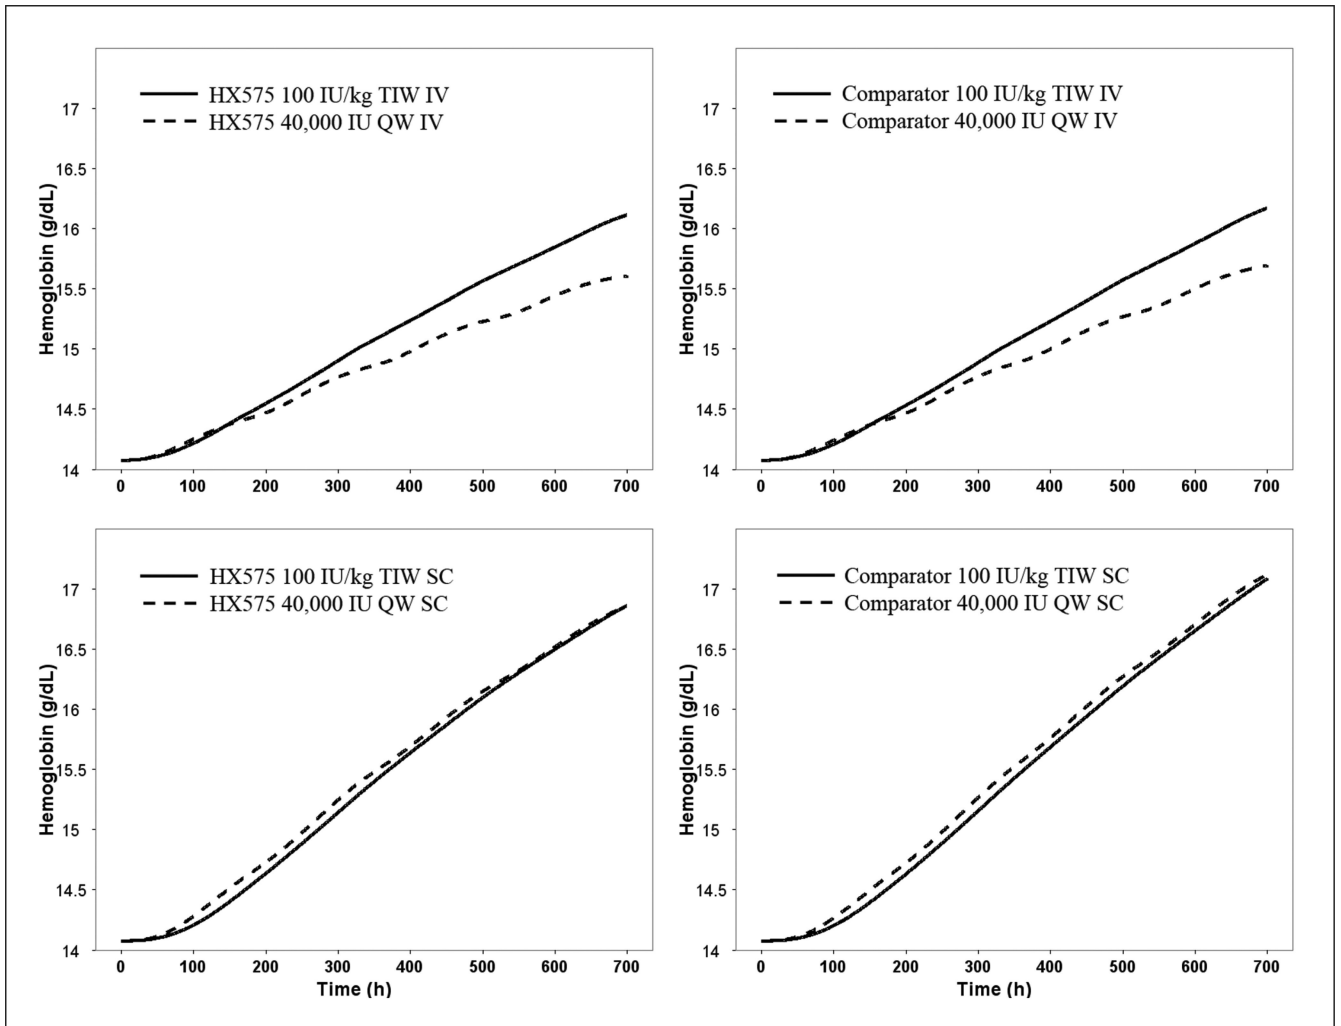 HX575 100 IU/kg TIW IV
HX575 40,000 IU QW IV
Hemoglobin (g/dL)
17
16.5
16
15.5
15
14.5
14
0 100 200 300 400 500 600 700
Comparator 100 IU/kg TIW IV
Comparator 40,000 IU QW IV
Hemoglobin (g/dL)
17
16.5
16
15.5
15
14.5
14
0 100 200 300 400 500 600 700
HX575 100 IU/kg TIW SC
HX575 40,000 IU QW SC
Hemoglobin (g/dL)
17
16.5
16
15.5
15
14.5
14
0 100 200 300 400 500 600 700
Time (h)
Comparator 100 IU/kg TIW SC
Comparator 40,000 IU QW SC
Hemoglobin (g/dL)
17
16.5
16
15.5
15
14.5
14
0 100 200 300 400 500 600 700
Time (h)